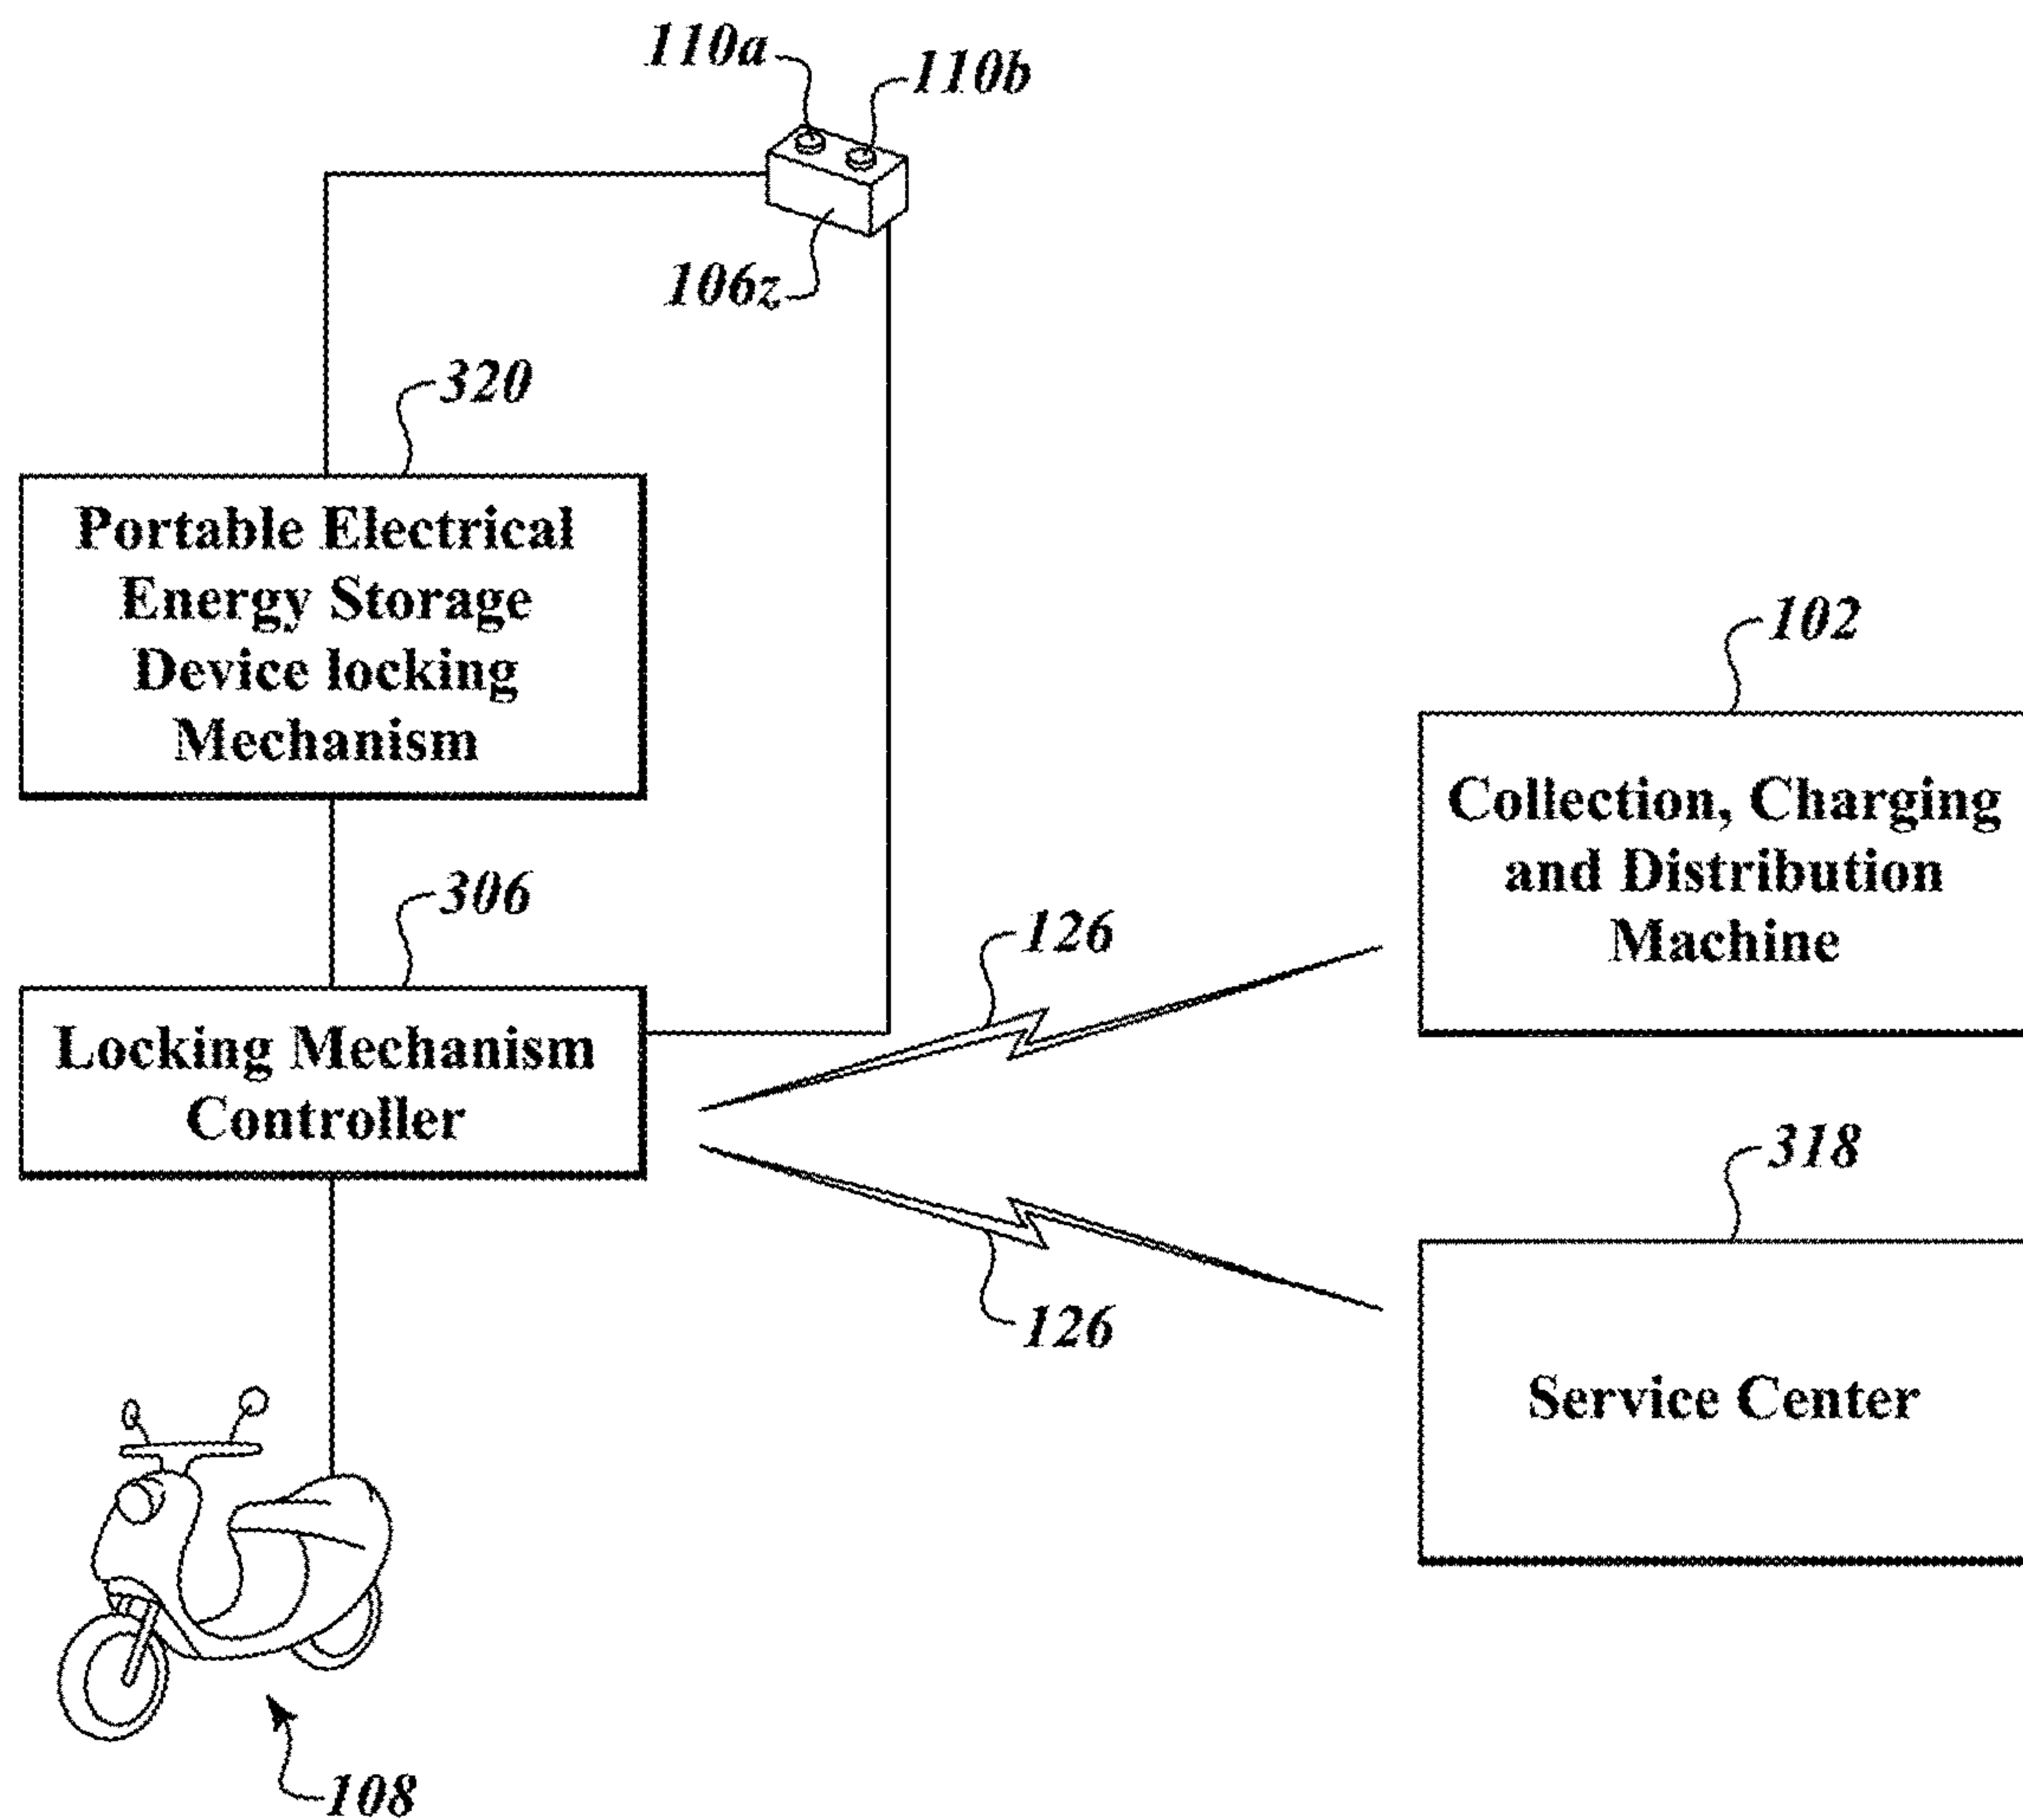 110a
110b
106z
320
Portable Electrical
Energy Storage
Device locking
Mechanism
102
Collection, Charging
and Distribution
Machine
306
126
Locking Mechanism
Controller
318
126
Service Center
108